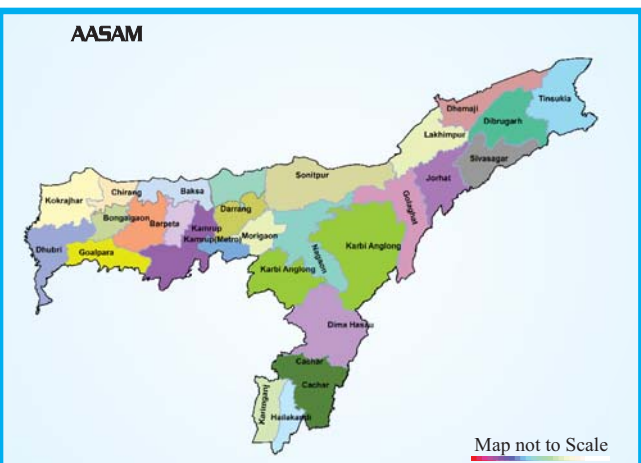 AASAM
Tinsukia
Dhemaji
Dibrugarh
Lakhimpur
Sivasagar
Sonitpur
Jorhat
Chirang
Baksa
Kokrajhar
Golaghat
Darrang
Bongaigaon
Barpeta
Kamrup
Morigaon
Kamrup(Metro)
Karbi Anglong
Dhubri
Goalpara
Nagaon
Karbi Anglong
Dima Hasau
Cachar
Cachar
Karimganj
Hailakandi
Map not to Scale